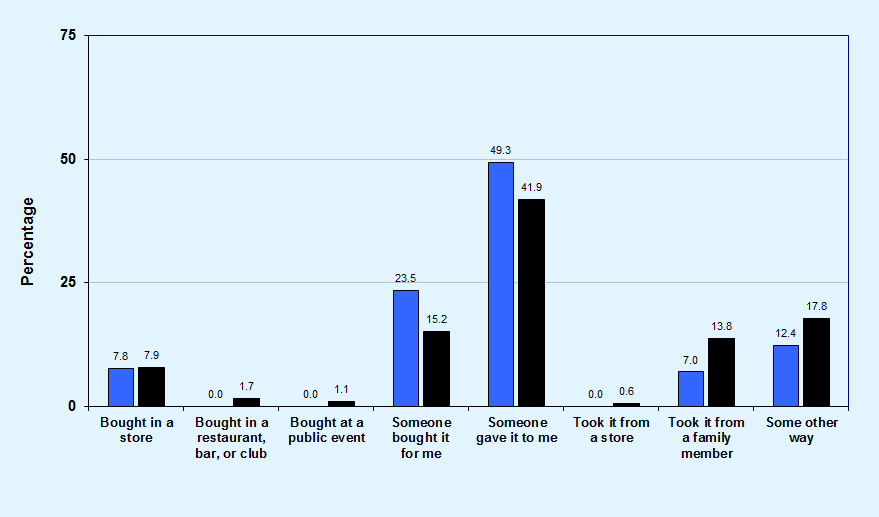 75
50
25
0
Percentage
7.8
7.9
0.0
1.7
0.0
1.1
23.5
15.2
49.3
41.9
0.0
0.6
7.0
13.8
12.4
17.8
Bought in a
store
Bought in a
restaurant,
bar, or club
Bought at a
public event
Someone
bought it
for me
Someone
gave it to me
Took it from
a store
Took it from
a family
member
Some other
way